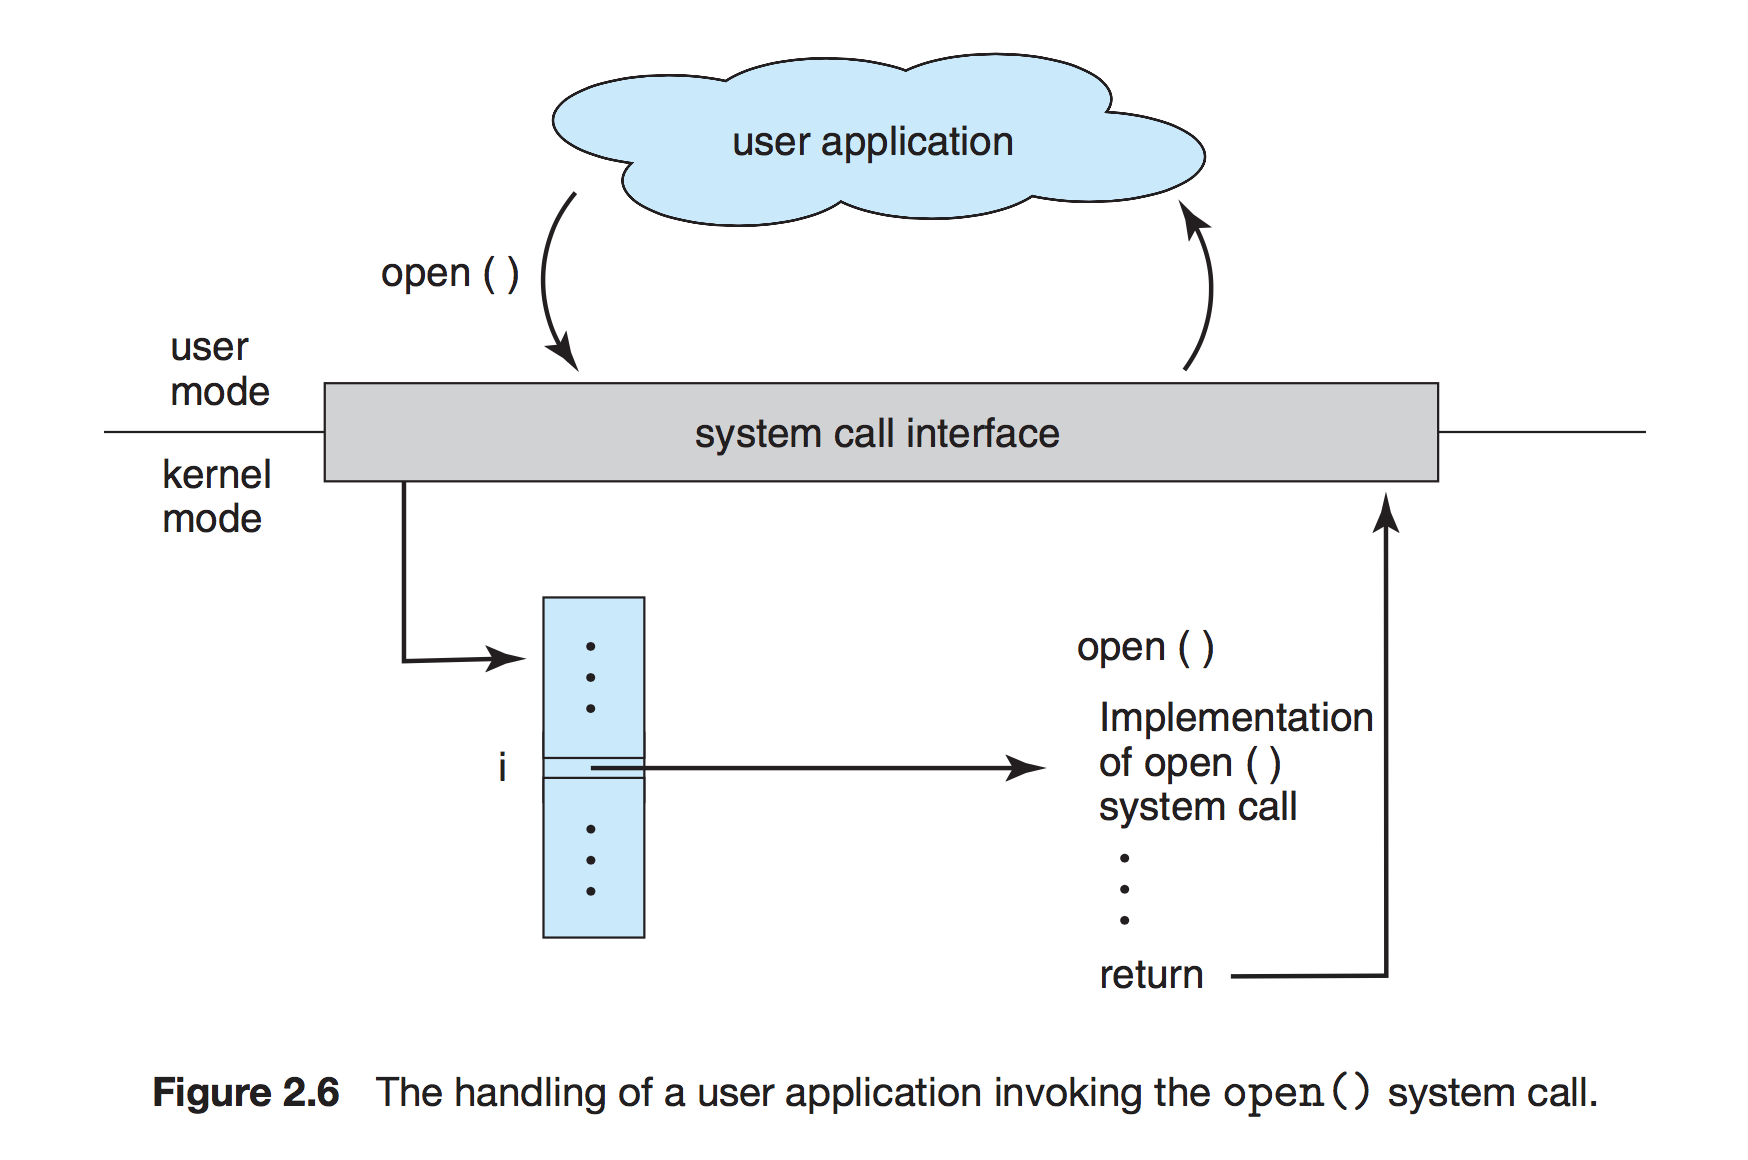 user application
open ( )
user
mode
system call interface
kernel
mode
i
open ( )
Implementation
of open ( )
system call
return
Figure 2.6 The handling of a user application invoking the open() system call.